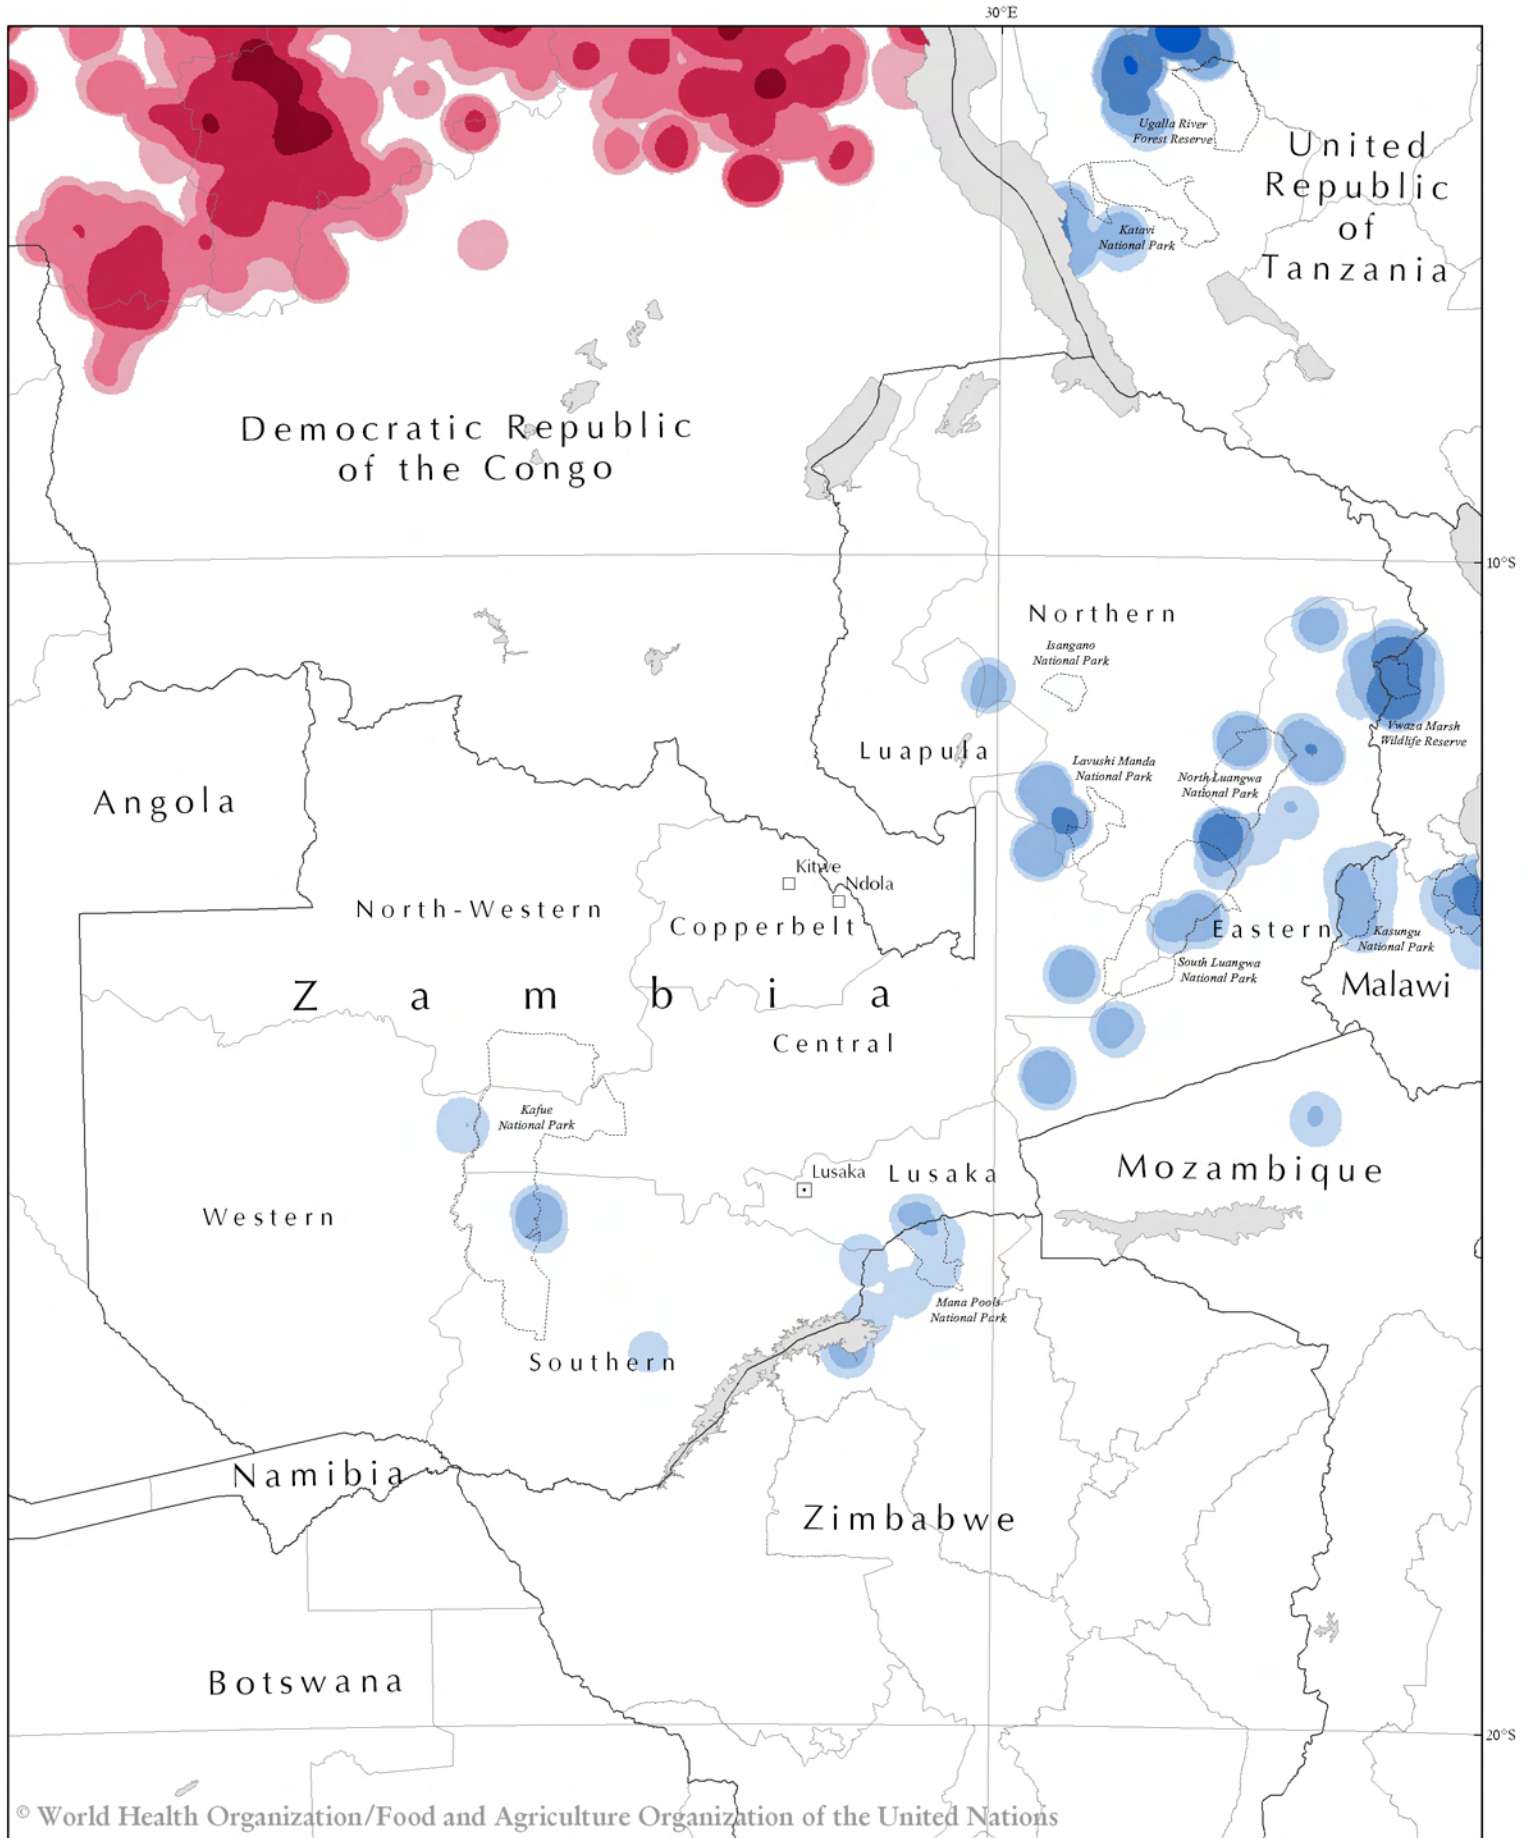 30°E
Ugalla River
Forest Reserve
United
Republic
of
Tanzania
Katavi
National Park
Democratic Republic
of the Congo
10°S
Northern
Isangano
National Park
Vwaza Marsh
Wildlife Reserve
Luapula
Lavushi Manda
National Park
North Luangwa
National Park
Angola
Kitwe
Ndola
North-Western
Copperbelt
Eastern
Kasungu
National Park
South Luangwa
National Park
Malawi
Zambia
Central
Kafue
National Park
Lusaka
Lusaka
Mozambique
Western
Mana Pools
National Park
Southern
Namibia
Zimbabwe
Botswana
20°S
© World Health Organization/Food and Agriculture Organization of the United Nations